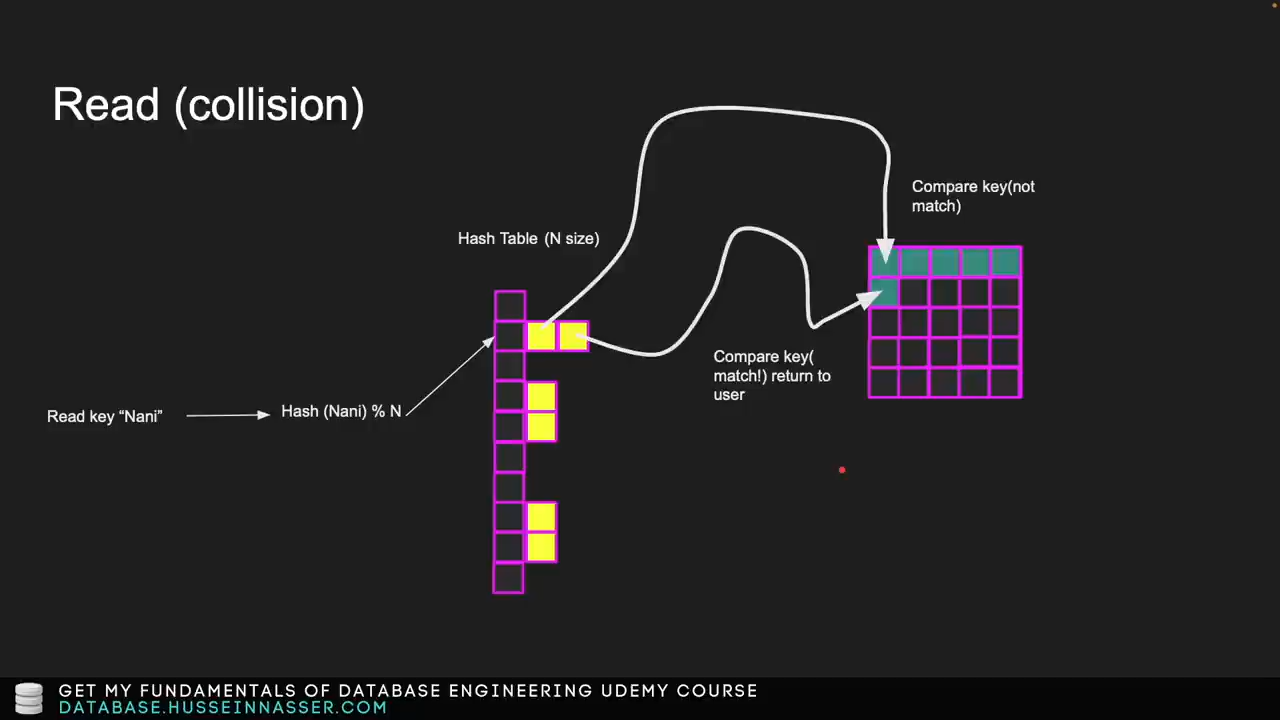 Read (collision)
Compare key(not
match)
Hash Table (N size)
Compare key(
match!) return to
user
Read key “Nani”
Hash (Nani) % N
GET MY FUNDAMENTALS OF DATABASE ENGINEERING UDEMY COURSE
DATABASE.HUSSEINNASSER.COM